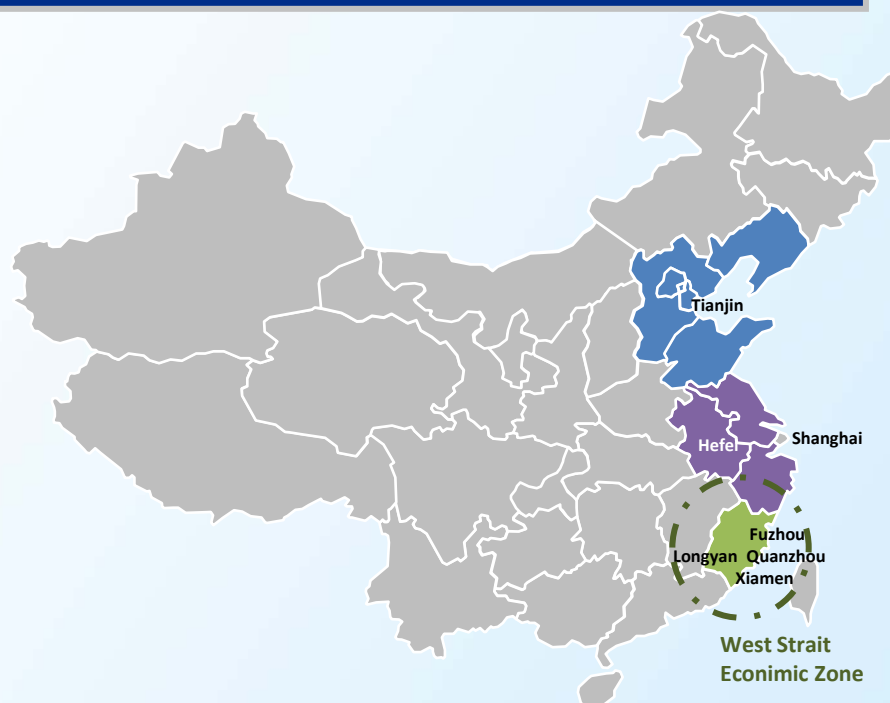 Tianjin
Shanghai
Hefei
Fuzhou
Longyan Quanzhou
Xiamen
West Strait
Econimic Zone